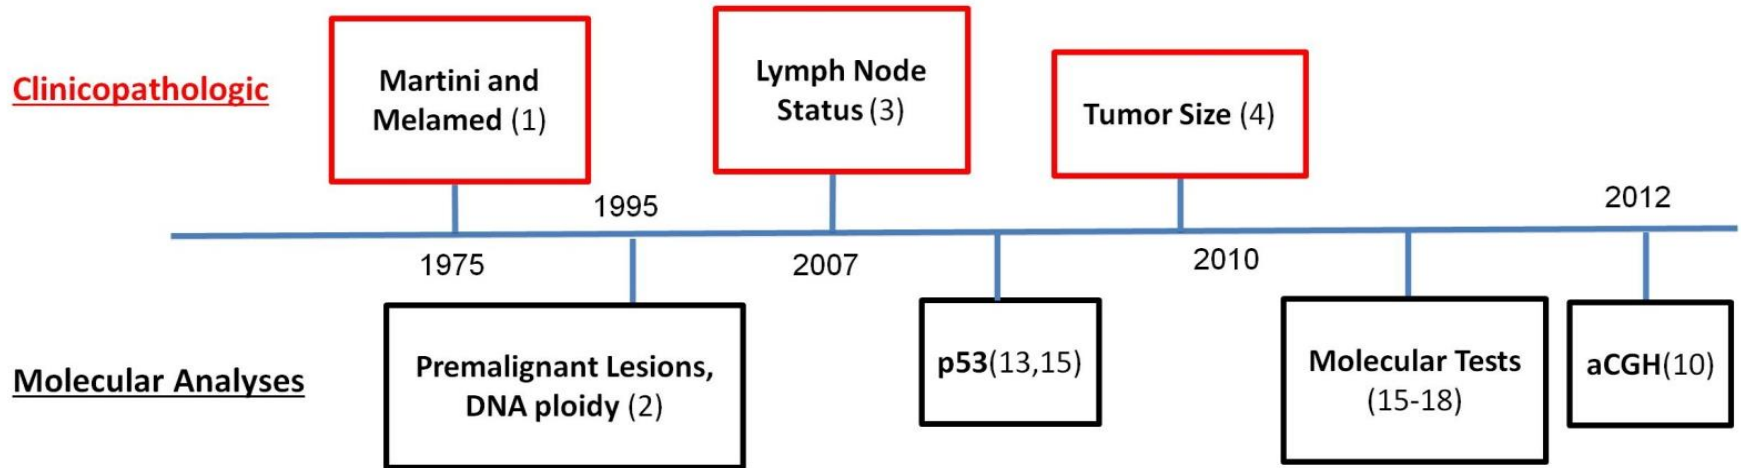 Clinicopathologic
Martini and
Melamed (1)
Lymph Node
Status (3)
Tumor Size (4)
1995
2012
1975
2007
2010
Molecular Analyses
Premalignant Lesions,
DNA ploidy (2)
p53(13,15)
Molecular Tests
(15-18)
aCGH(10)